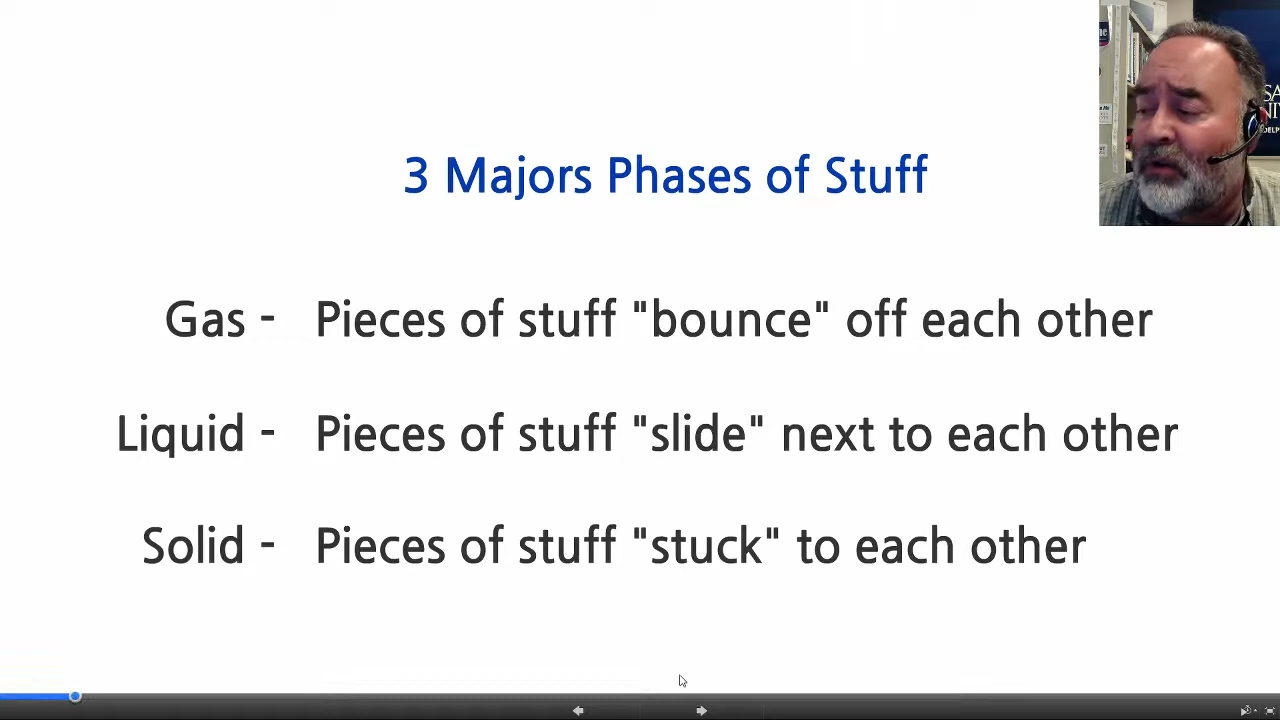 3 Majors Phases of Stuff
Gas - Pieces of stuff "bounce" off each other
Liquid - Pieces of stuff "slide" next to each other
Solid - Pieces of stuff "stuck" to each other